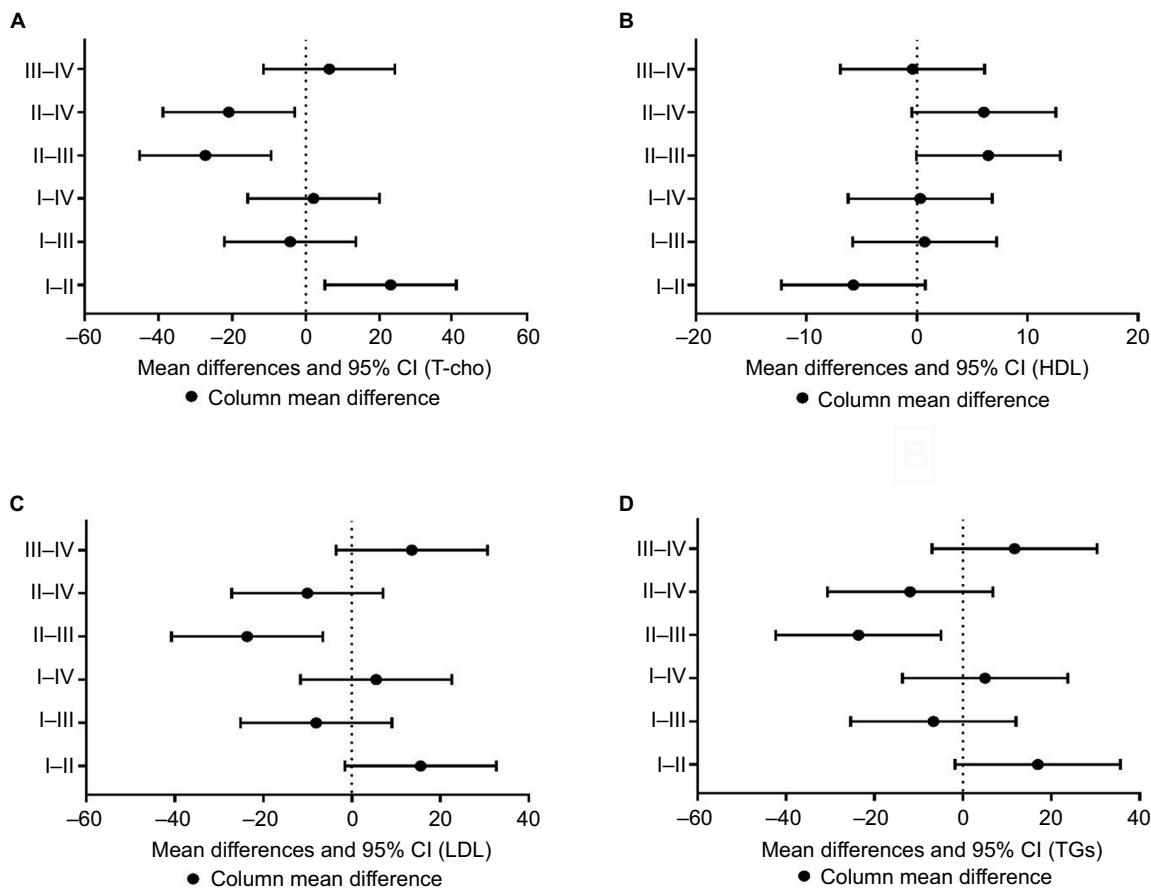 A
III–IV
II–IV
II–III
I–IV
I–III
I–II
–60 –40 –20 0 20 40 60
Mean differences and 95% CI (T-cho)
Column mean difference
B
III–IV
II–IV
II–III
I–IV
I–III
I–II
–20 –10 0 10 20
Mean differences and 95% CI (HDL)
Column mean difference
B
C
III–IV
II–IV
II–III
I–IV
I–III
I–II
–60 –40 –20 0 20 40
Mean differences and 95% CI (LDL)
Column mean difference
D
III–IV
II–IV
II–III
I–IV
I–III
I–II
–60 –40 –20 0 20 40
Mean differences and 95% CI (TGs)
Column mean difference